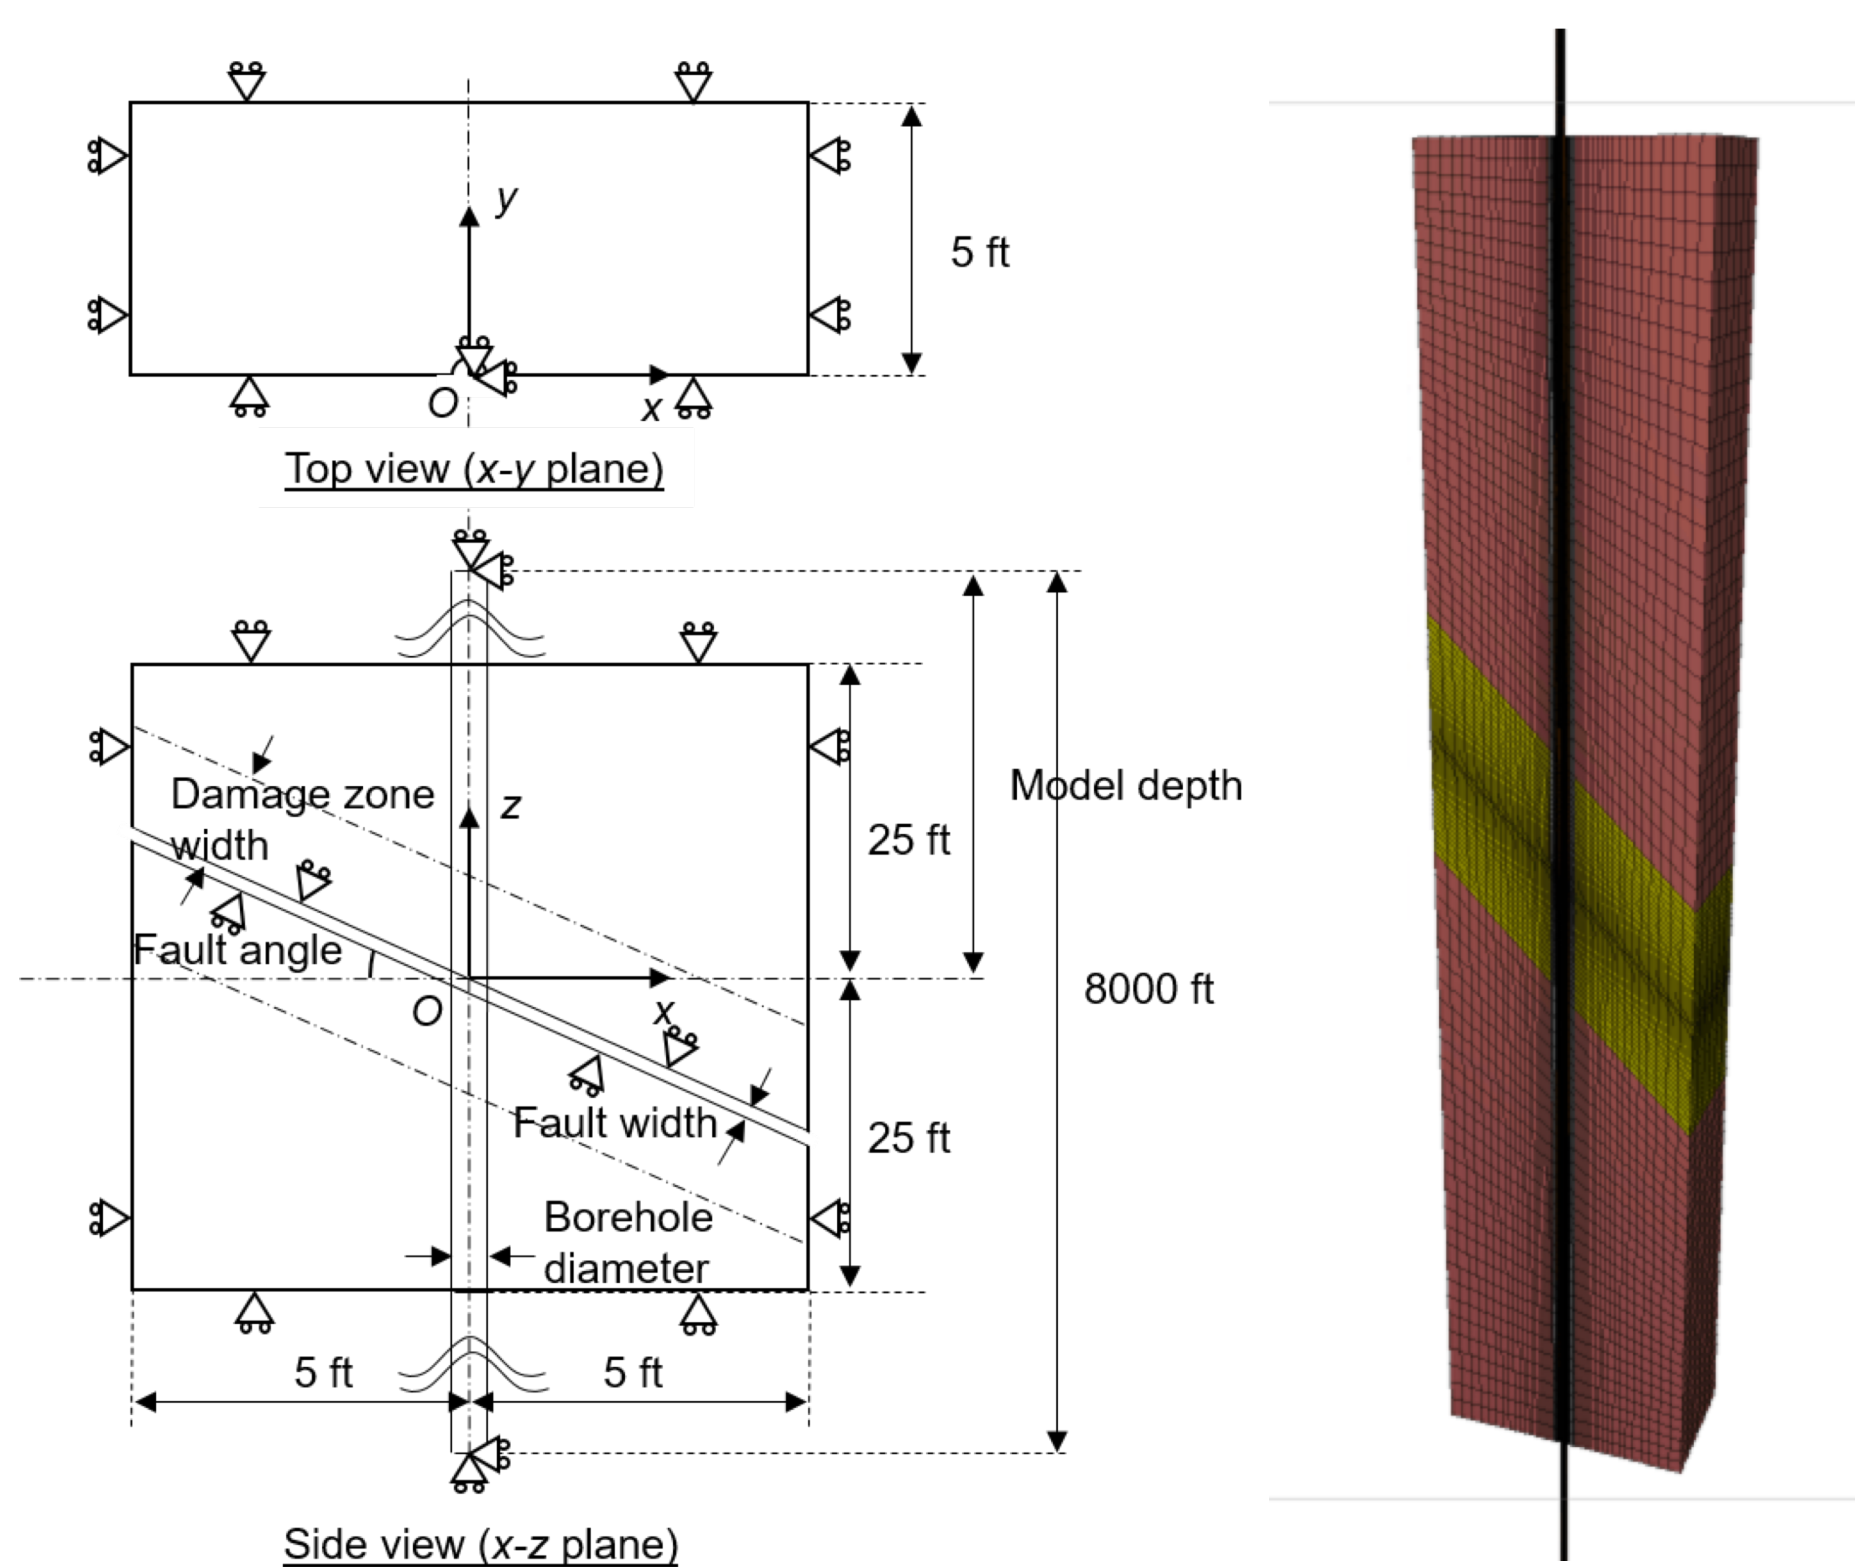 y
5 ft
O
x
Top view (x-y plane)
Damage zone
width
z
Model depth
25 ft
Fault angle
8000 ft
O
x
Fault width
25 ft
Borehole
diameter
5 ft
5 ft
Side view (x-z plane)